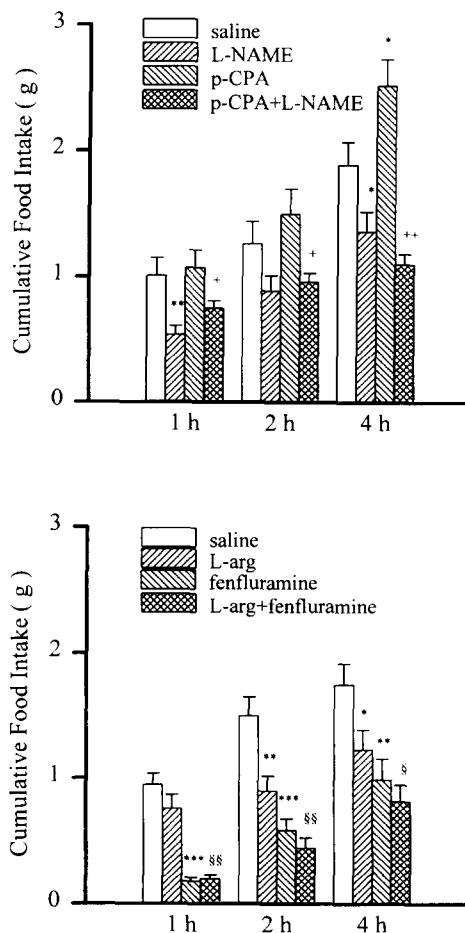 3
saline
L-NAME
p-CPA
p-CPA+L-NAME
*
2
*
++
+
**
+
1
0
Cumulative Food Intake ( g )
1 h 2 h 4 h
3
saline
L-arg
fenfluramine
L-arg+fenfluramine
2
*
**
§
**
***
§§
1
*** §§
0
Cumulative Food Intake ( g )
1 h 2 h 4 h